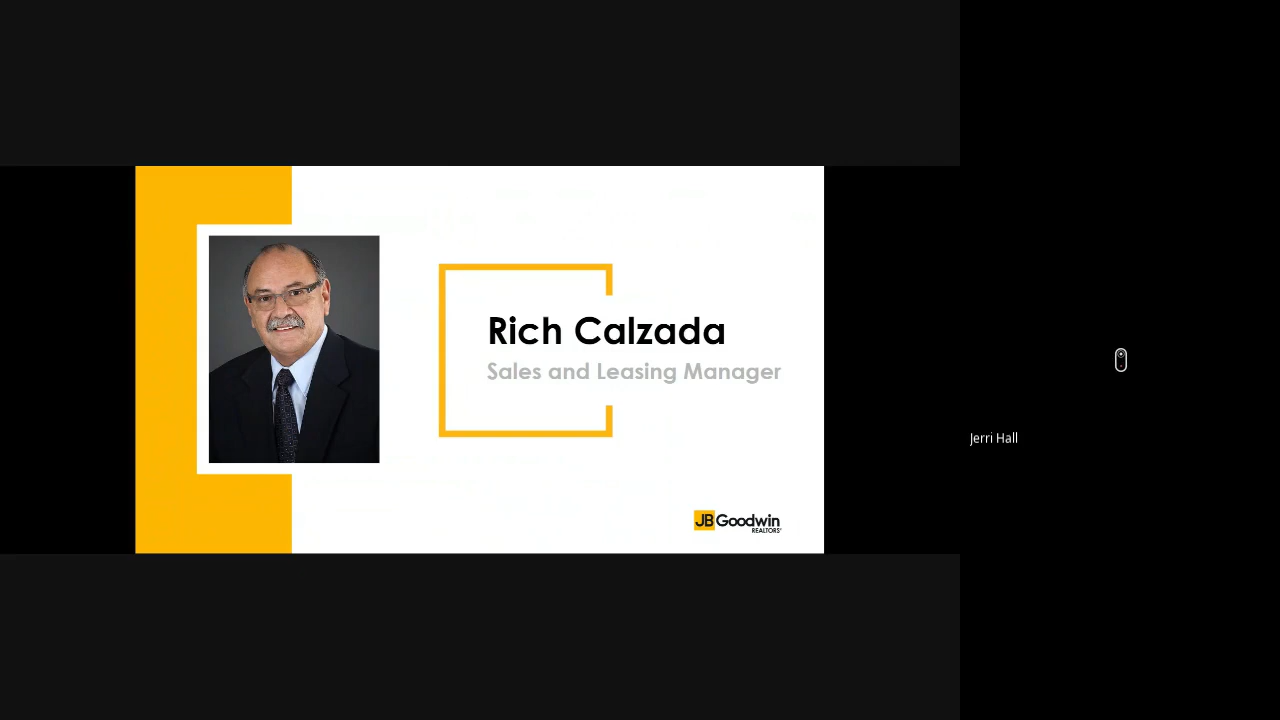 Rich Calzada
Sales and Leasing Manager
Jerri Hall
JB Goodwin
REALTORS®